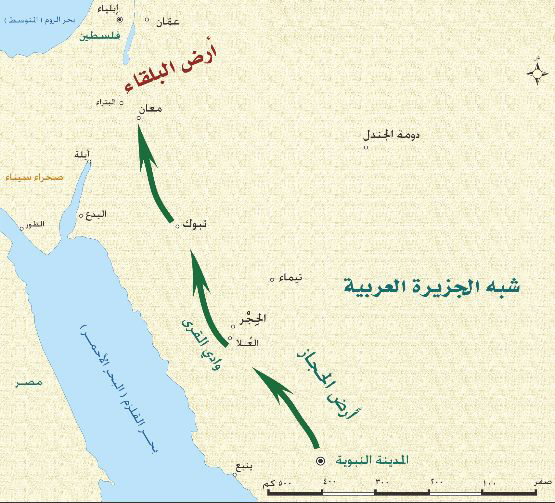 إيلياء
عمّان
بحر الروم ( المتوسط )
فلسطين
أرض البلقاء
البتراء
معان
دومة الجندل
أيلة
صحراء سيناء
البدع
الطور
تبوك
تيماء
شبه الجزيرة العربية
الحِجْر
العُلا
وادي القرى
بحر القلزم ( البحر الأحمر )
مصر
أرض الحجاز
المدينة النبوية
ينبع
صفر ١٠٠ ٢٠٠ ٣٠٠ ٤٠٠ ٥٠٠ كم